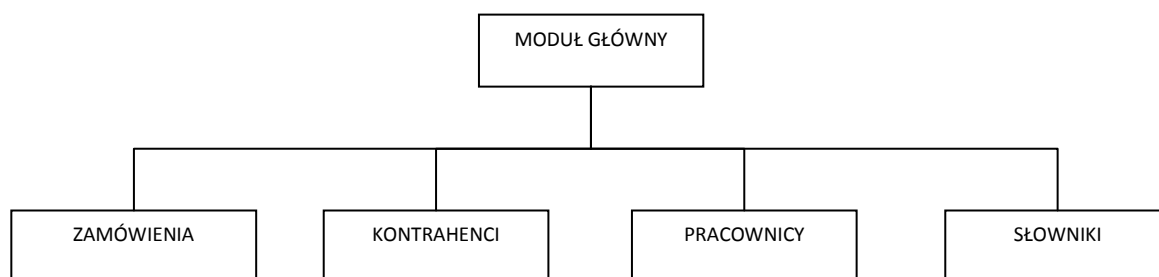 MODUŁ GŁÓWNY
ZAMÓWIENIA
KONTRAHENCI
PRACOWNICY
SŁOWNIKI